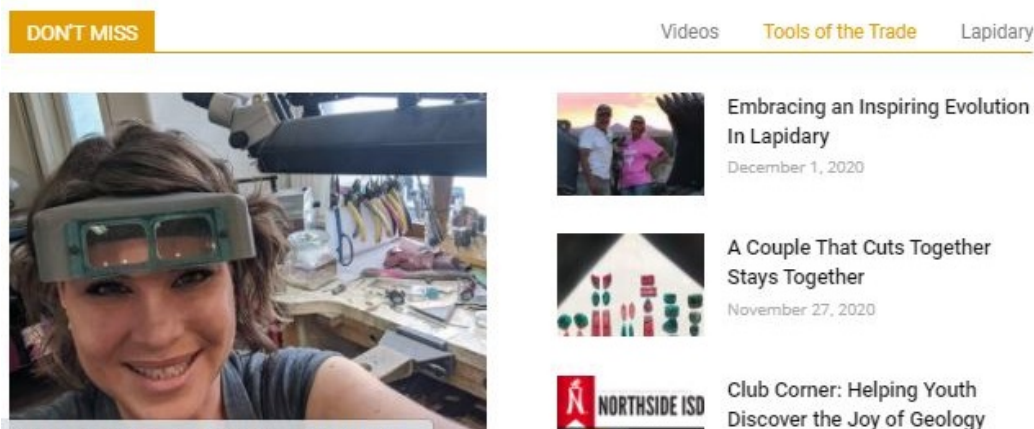 DON'T MISS
Videos
Tools of the Trade
Lapidary
Embracing an Inspiring Evolution
In Lapidary
December 1, 2020
A Couple That Cuts Together
Stays Together
November 27, 2020
N NORTHSIDE ISD
Club Corner: Helping Youth
Discover the Joy of Geology